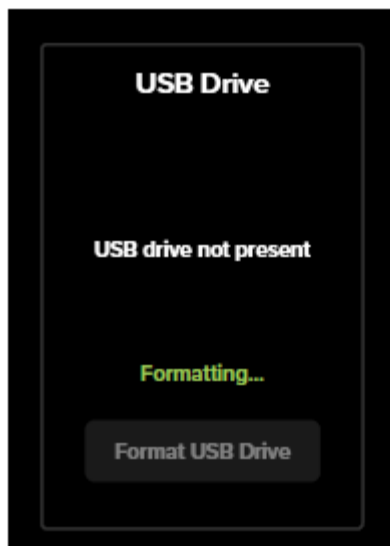 USB Drive
USB drive not present
Formatting...
Format USB Drive